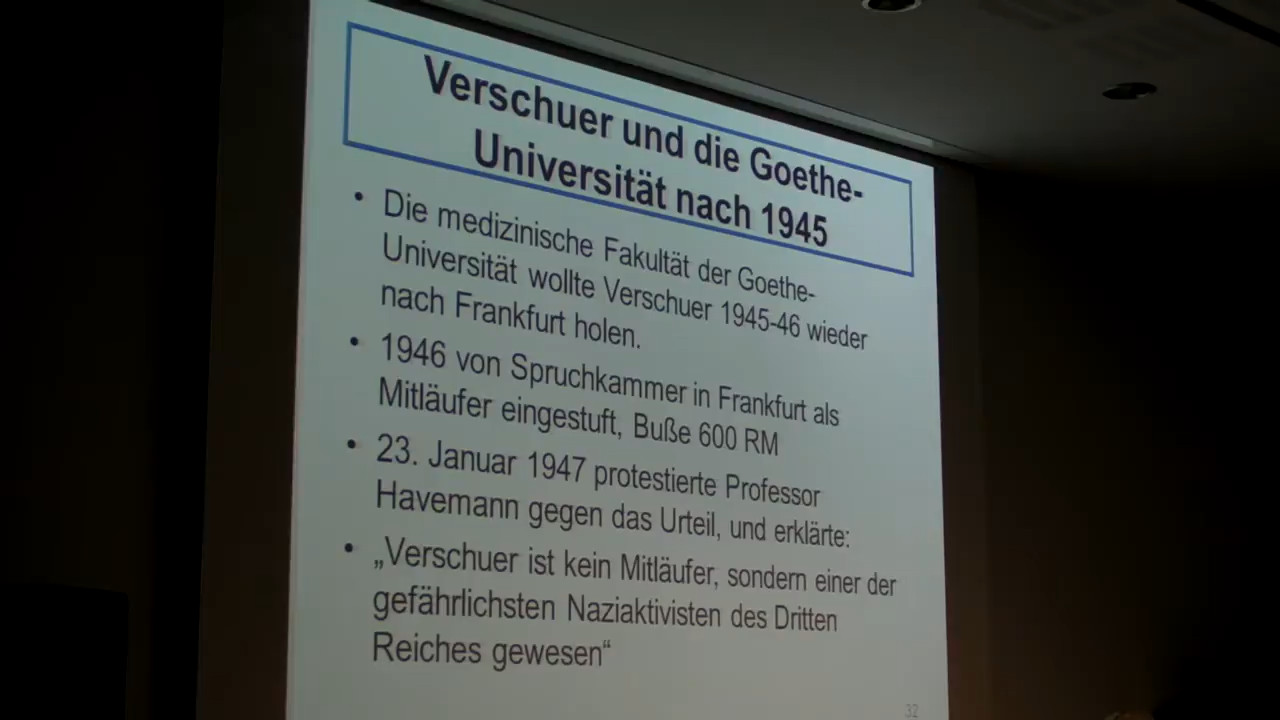 Verschuer und die Goethe-
Universität nach 1945
• Die medizinische Fakultät der Goethe-
Universität wollte Verschuer 1945-46 wieder
nach Frankfurt holen.
• 1946 von Spruchkammer in Frankfurt als
Mitläufer eingestuft, Buße 600 RM
• 23. Januar 1947 protestierte Professor
Havemann gegen das Urteil, und erklärte:
• „Verschuer ist kein Mitläufer, sondern einer der
gefährlichsten Naziaktivisten des Dritten
Reiches gewesen“
32